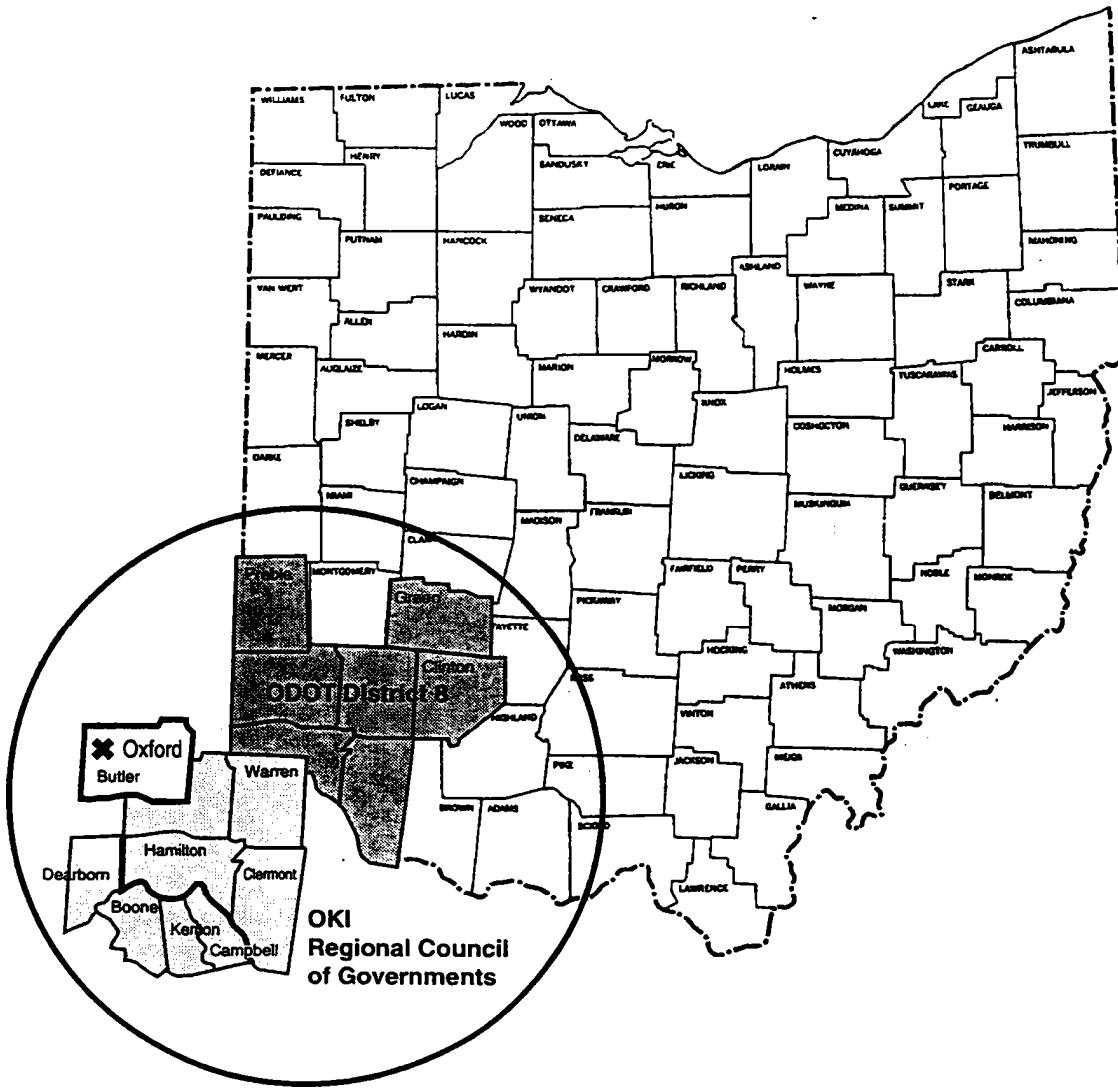 ASHTABULA
WILLIAMS
FULTON
LUCAS
LAKE
GEAUGA
WOOD
OTTAWA
CUYAHOGA
TRUMBULL
HENRY
SANDUSKY
ERIE
LORAIN
DEFIANCE
PORTAGE
PAULDING
HURON
MEDINA
SUMMIT
SENECA
PUTNAM
HANCOCK
MAHONING
ASHLAND
VAN WERT
WYANDOT
CRAWFORD
RICHLAND
WAYNE
STARK
COLUMBIANA
ALLEN
HARDIN
CARROLL
MERCER
AUGLAIZE
MARION
MORROW
HOLMES
TUSCARAWAS
JEFFERSON
LOGAN
KNOX
SHELBY
UNION
DELAWARE
COSHOCTON
HARRISON
DARKE
CHAMPAIGN
LICKING
GUERNSEY
BELMONT
MIAMI
MUSKINGUM
MADISON
FRANKLIN
CLARK
Preble
MONTGOMERY
FAIRFIELD
PERRY
NOBLE
MONROE
Green
PICKAWAY
MORGAN
FAYETTE
HOCKING
WASHINGTON
Clinton
ROSS
ATHENS
ODOT District 8
HIGHLAND
VINTON
Oxford
Butler
Warren
PIKE
JACKSON
MEIGS
BROWN
ADAMS
GALLIA
SCIOTO
Hamilton
Dearborn
Clermont
LAWRENCE
Boone
OKI
Kenton
Regional Council
Campbell
of Governments